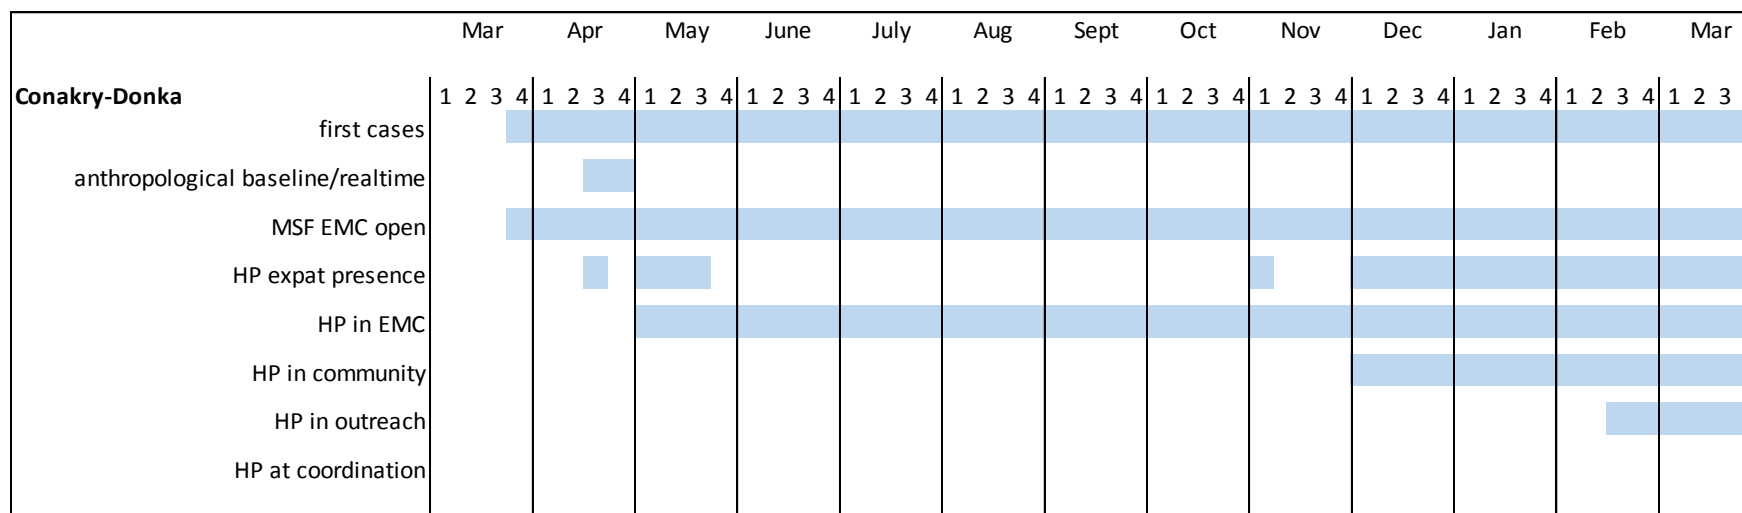 Mar Apr May June July Aug Sept Oct Nov Dec Jan Feb Mar
Conakry-Donka 1 2 3 4 1 2 3 4 1 2 3 4 1 2 3 4 1 2 3 4 1 2 3 4 1 2 3 4 1 2 3 4 1 2 3 4 1 2 3 4 1 2 3 4 1 2 3 4 1 2 3
first cases
anthropological baseline/realtime
MSF EMC open
HP expat presence
HP in EMC
HP in community
HP in outreach
HP at coordination